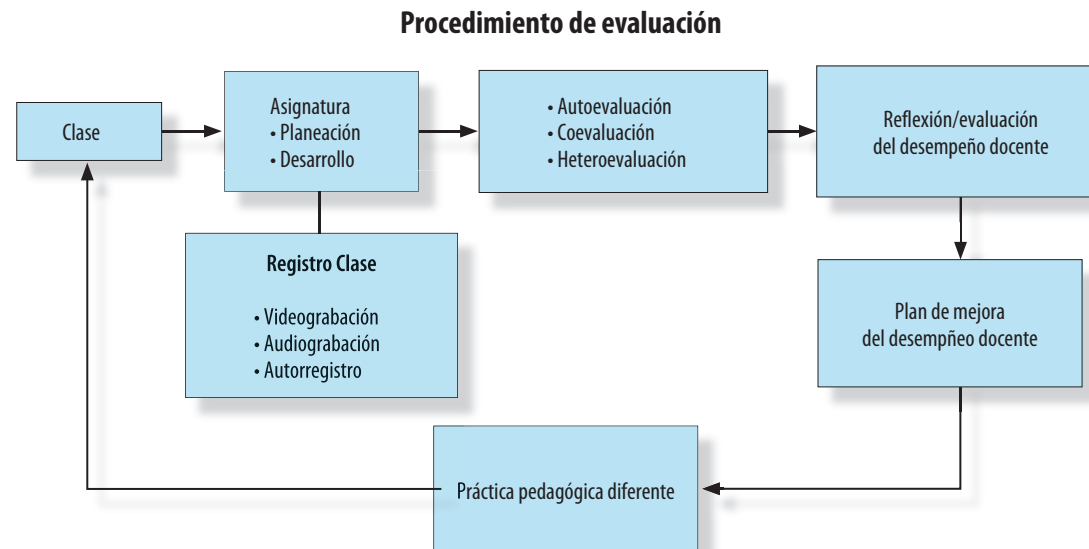 Procedimiento de evaluación
Clase
Asignatura
• Planeación
• Desarrollo
• Autoevaluación
• Coevaluación
• Heteroevaluación
Reflexión/evaluación
del desempeño docente
Registro Clase
• Videograbación
• Audiograbación
• Autorregistro
Plan de mejora
del desempñeo docente
Práctica pedagógica diferente